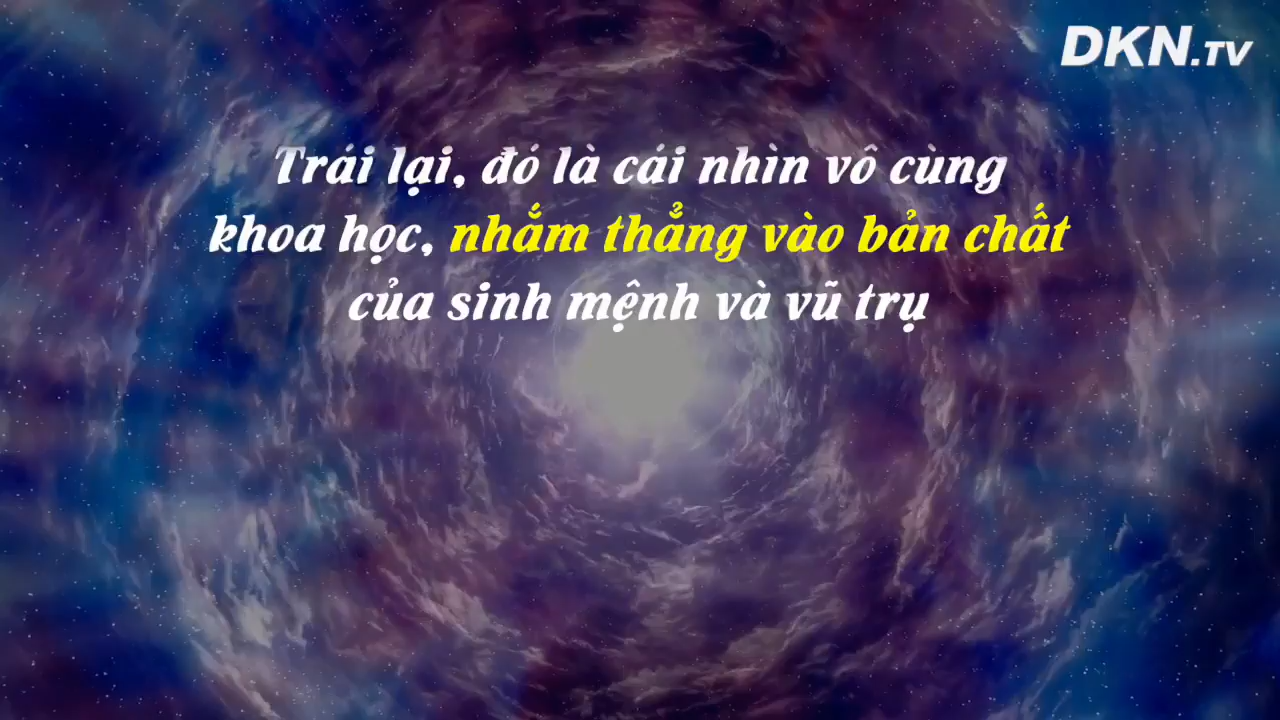 DKN.TV
Trái lại, đó là cái nhìn vô cùng
khoa học, nhắm thẳng vào bản chất
của sinh mệnh và vũ trụ